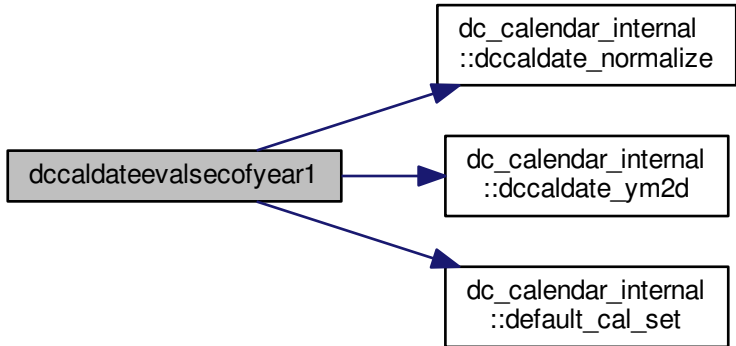 dc_calendar_internal
::dccaldate_normalize
dccaldateevalsecofyear1
dc_calendar_internal
::dccaldate_ym2d
dc_calendar_internal
::default_cal_set